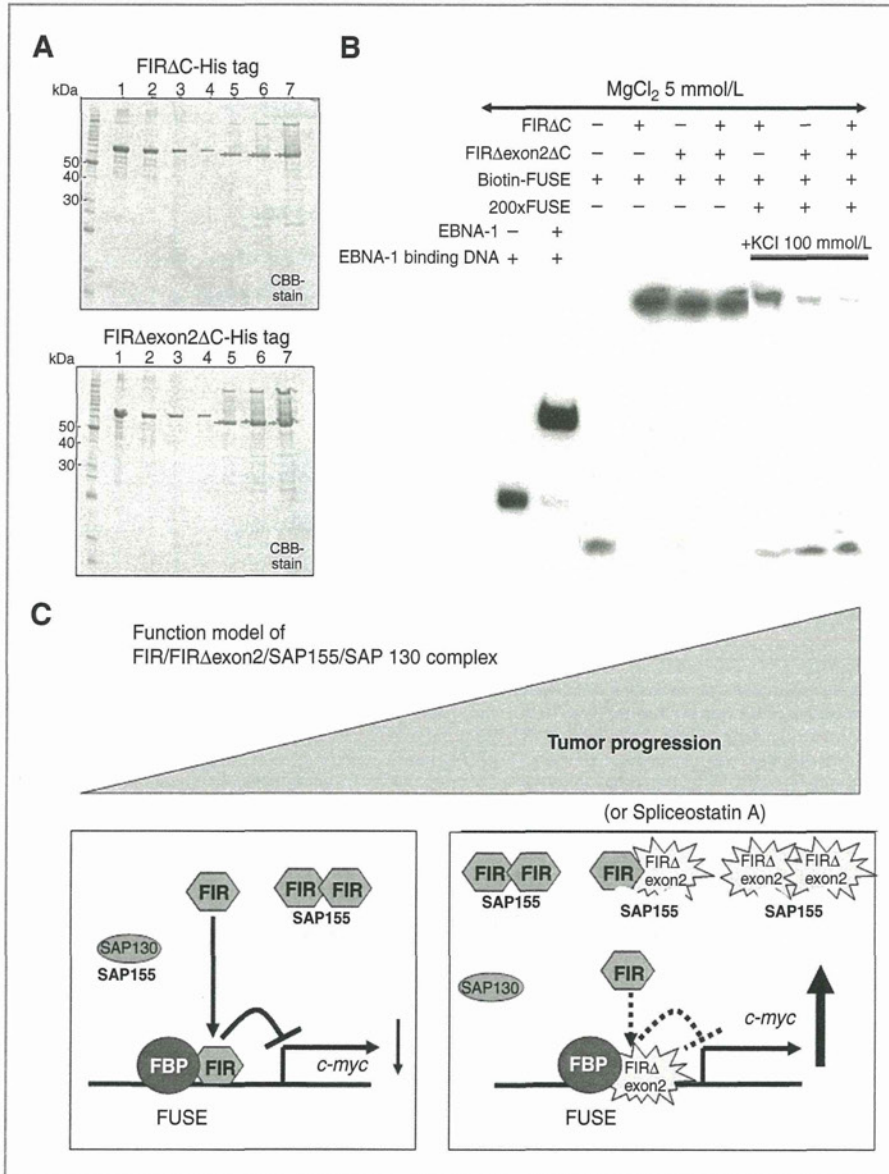 A
FIRΔC-His tag
kDa 1 2 3 4 5 6 7
50
40
30
CBB-
stain
FIRΔexon2ΔC-His tag
kDa 1 2 3 4 5 6 7
50
40
30
CBB-
stain
B
MgCl₂ 5 mmol/L
FIRΔC − + − + + − +
FIRΔexon2ΔC − − + + − + +
Biotin-FUSE + + + + + + +
200xFUSE − − − − + + +
EBNA-1 − +
EBNA-1 binding DNA + +
+KCl 100 mmol/L
C
Function model of
FIR/FIRΔexon2/SAP155/SAP 130 complex
Tumor progression
(or Spliceostatin A)
FIR
FIR FIR
SAP155
SAP130
SAP155
FBP FIR
c-myc
FUSE
FIR FIR
SAP155
FIR FIRΔ
exon2
SAP155
FIRΔ FIRΔ
exon2 exon2
SAP155
SAP130
FIR
c-myc
FBP FIRΔ
exon2
FUSE